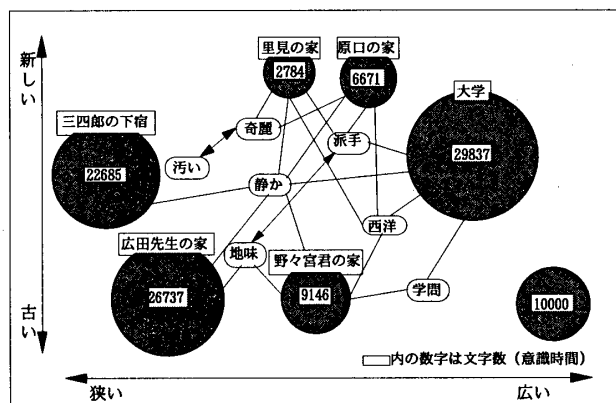 新しい
里見の家
2784
原口の家
6671
大学
29837
三四郎の下宿
22685
奇麗
汚い
派手
静か
西洋
地味
広田先生の家
26737
野々宮君の家
9146
学問
10000
古い
□内の数字は文字数（意識時間）
狭い
広い